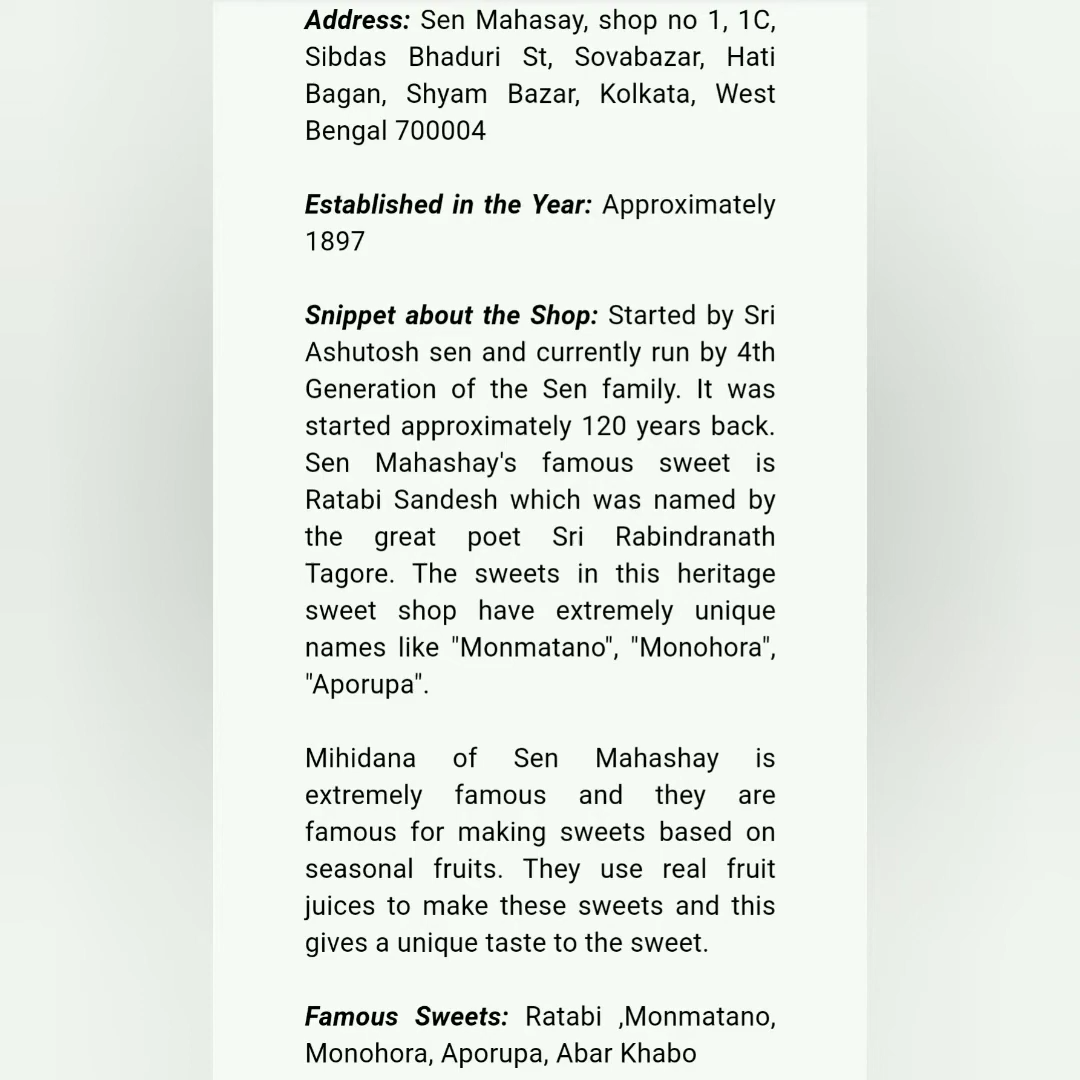 Address: Sen Mahasay, shop no 1, 1C,
Sibdas Bhaduri St, Sovabazar, Hati
Bagan, Shyam Bazar, Kolkata, West
Bengal 700004
Established in the Year: Approximately
1897
Snippet about the Shop: Started by Sri
Ashutosh sen and currently run by 4th
Generation of the Sen family. It was
started approximately 120 years back.
Sen Mahashay's famous sweet is
Ratabi Sandesh which was named by
the great poet Sri Rabindranath
Tagore. The sweets in this heritage
sweet shop have extremely unique
names like "Monmatano", "Monohora",
"Aporupa".
Mihidana of Sen Mahashay is
extremely famous and they are
famous for making sweets based on
seasonal fruits. They use real fruit
juices to make these sweets and this
gives a unique taste to the sweet.
Famous Sweets: Ratabi ,Monmatano,
Monohora, Aporupa, Abar Khabo